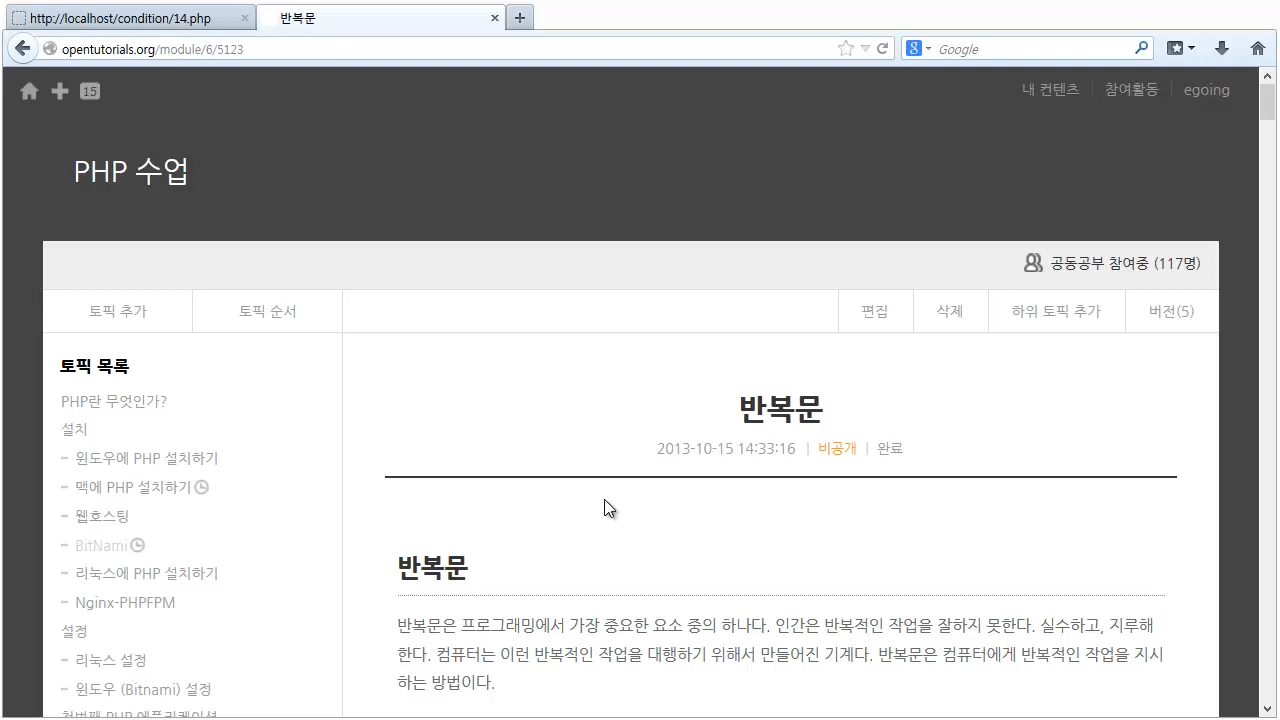 http://localhost/condition/14.php
반복문
opentutorials.org/module/6/5123
Google
15
내 컨텐츠
참여활동
egoing
PHP 수업
공동공부 참여중 (117명)
토픽 추가
토픽 순서
편집
삭제
하위 토픽 추가
버전(5)
토픽 목록
PHP란 무엇인가?
설치
- 윈도우에 PHP 설치하기
- 맥에 PHP 설치하기
- 웹호스팅
- BitNami
- 리눅스에 PHP 설치하기
- Nginx-PHPFPM
설정
- 리눅스 설정
- 윈도우 (Bitnami) 설정
첫번째 PHP 에플리케이션
반복문
2013-10-15 14:33:16 | 비공개 | 완료
반복문
반복문은 프로그래밍에서 가장 중요한 요소 중의 하나다. 인간은 반복적인 작업을 잘하지 못한다. 실수하고, 지루해
한다. 컴퓨터는 이런 반복적인 작업을 대행하기 위해서 만들어진 기계다. 반복문은 컴퓨터에게 반복적인 작업을 지시
하는 방법이다.